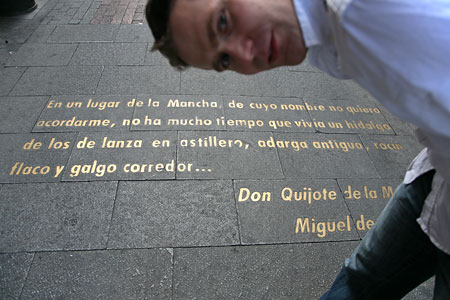 En un lugar de la Mancha, de cuyo nombre no quiero
acordarme, no ha mucho tiempo que vivía un hidalgo
de los de lanza en astillero, adarga antigua, rocín
flaco y galgo corredor...
Don Quijote de la
Miguel de